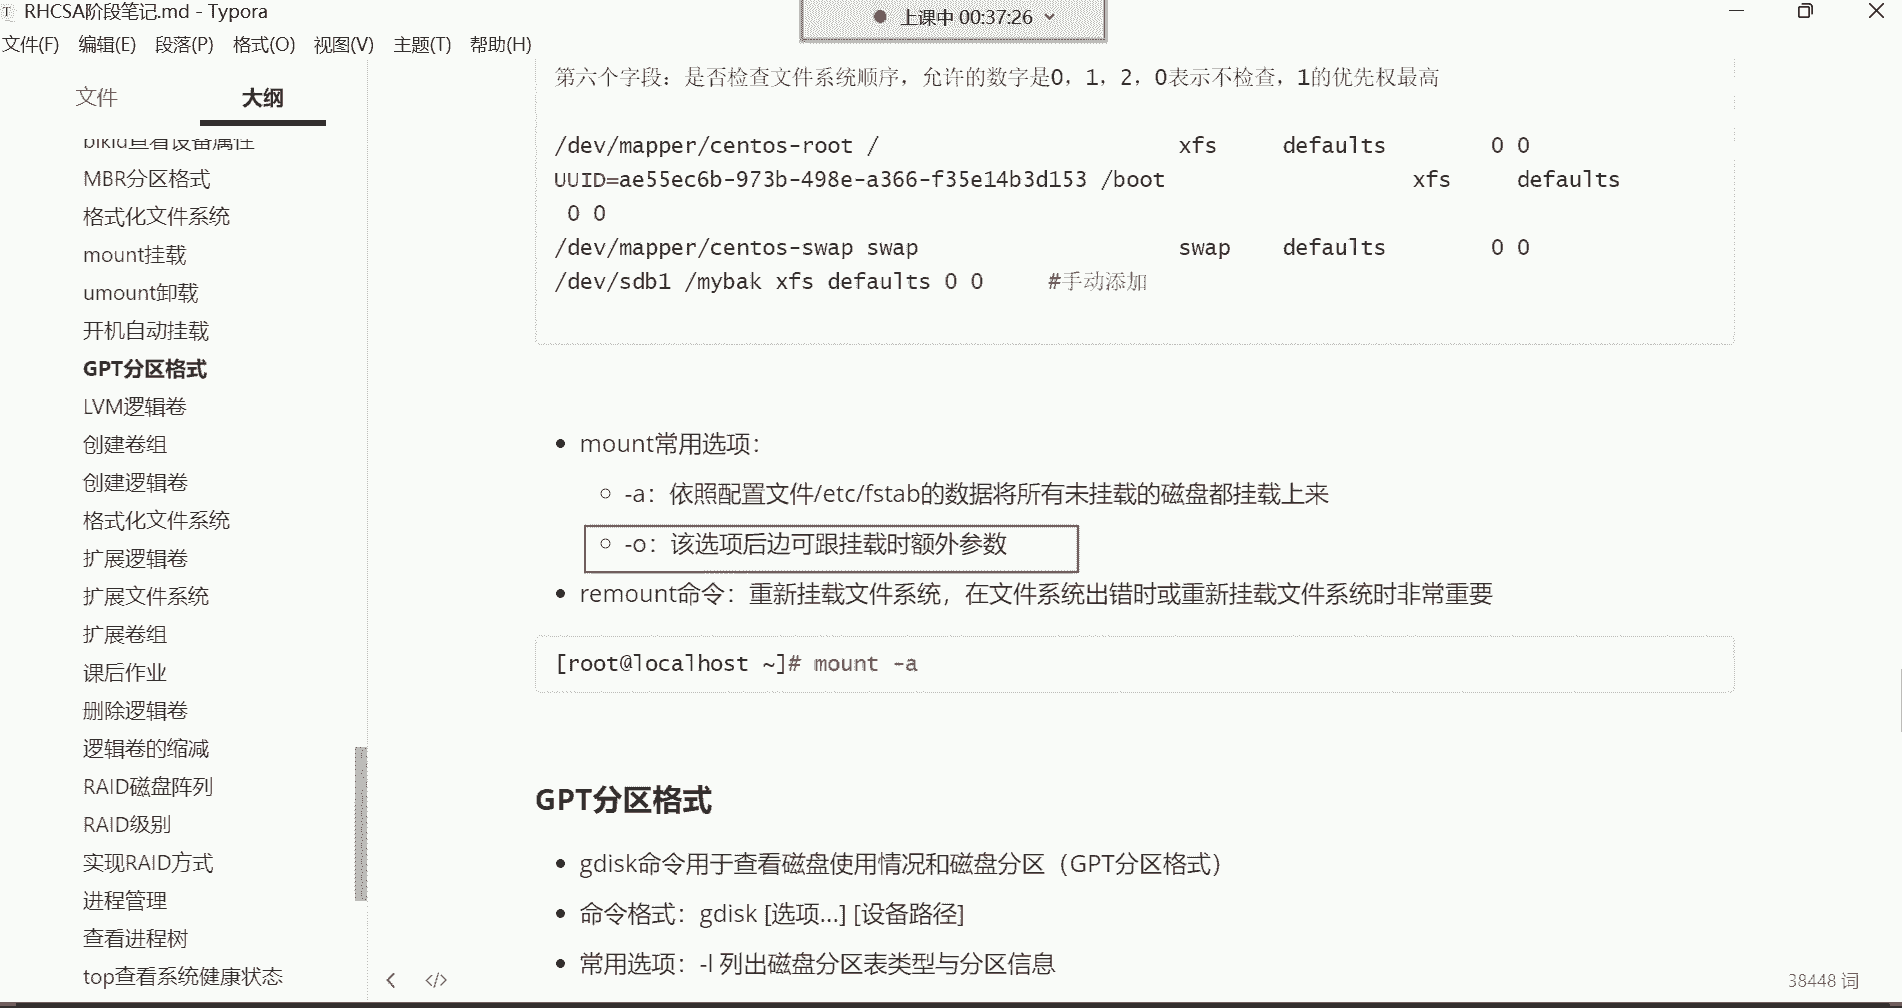 RHCSA阶段笔记.md - Typora
上课中 00:37:26
文件(F) 编辑(E) 段落(P) 格式(O) 视图(V) 主题(T) 帮助(H)
文件 大纲
blkid查看设备属性
MBR分区格式
格式化文件系统
mount挂载
umount卸载
开机自动挂载
GPT分区格式
LVM逻辑卷
创建卷组
创建逻辑卷
格式化文件系统
扩展逻辑卷
扩展文件系统
扩展卷组
课后作业
删除逻辑卷
逻辑卷的缩减
RAID磁盘阵列
RAID级别
实现RAID方式
进程管理
查看进程树
top查看系统健康状态
第六个字段：是否检查文件系统顺序，允许的数字是0，1，2，0表示不检查，1的优先权最高
/dev/mapper/centos-root / xfs defaults 0 0
UUID=ae55ec6b-973b-498e-a366-f35e14b3d153 /boot xfs defaults
0 0
/dev/mapper/centos-swap swap swap defaults 0 0
/dev/sdb1 /mybak xfs defaults 0 0 #手动添加
mount常用选项：
-a：依照配置文件/etc/fstab的数据将所有未挂载的磁盘都挂载上来
-o：该选项后边可跟挂载时额外参数
remount命令：重新挂载文件系统，在文件系统出错时或重新挂载文件系统时非常重要
[root@localhost ~]# mount -a
GPT分区格式
gdisk命令用于查看磁盘使用情况和磁盘分区（GPT分区格式）
命令格式：gdisk [选项...] [设备路径]
常用选项：-l 列出磁盘分区表类型与分区信息
38448 词